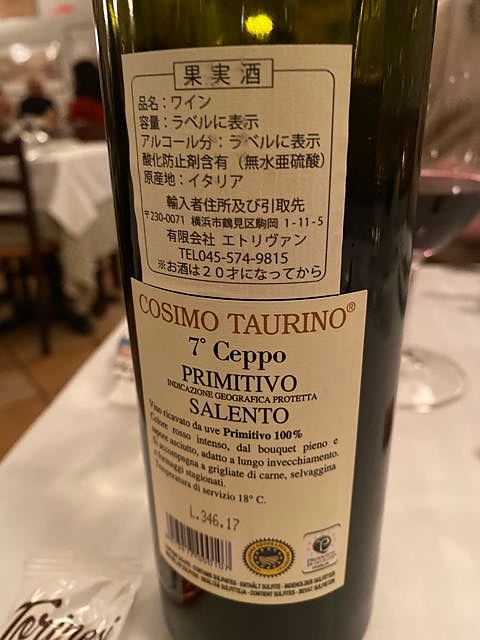 果実酒
品名：ワイン
容量：ラベルに表示
アルコール分：ラベルに表示
酸化防止剤含有（無水亜硫酸）
原産地：イタリア
輸入者住所及び引取先
〒230-0071 横浜市鶴見区駒岡 1-11-5
有限会社 エトリヴァン
TEL045-574-9815
※お酒は２０才になってから
COSIMO TAURINO®
7° Ceppo
PRIMITIVO
INDICAZIONE GEOGRAFICA PROTETTA
SALENTO
Vino ricavato da uve Primitivo 100%
Colore rosso intenso, dal bouquet pieno e
sapore asciutto, adatto a lungo invecchiamento.
Si accompagna a grigliate di carne, selvaggina
e formaggi stagionati.
Temperatura di servizio 18° C.
L.346.17